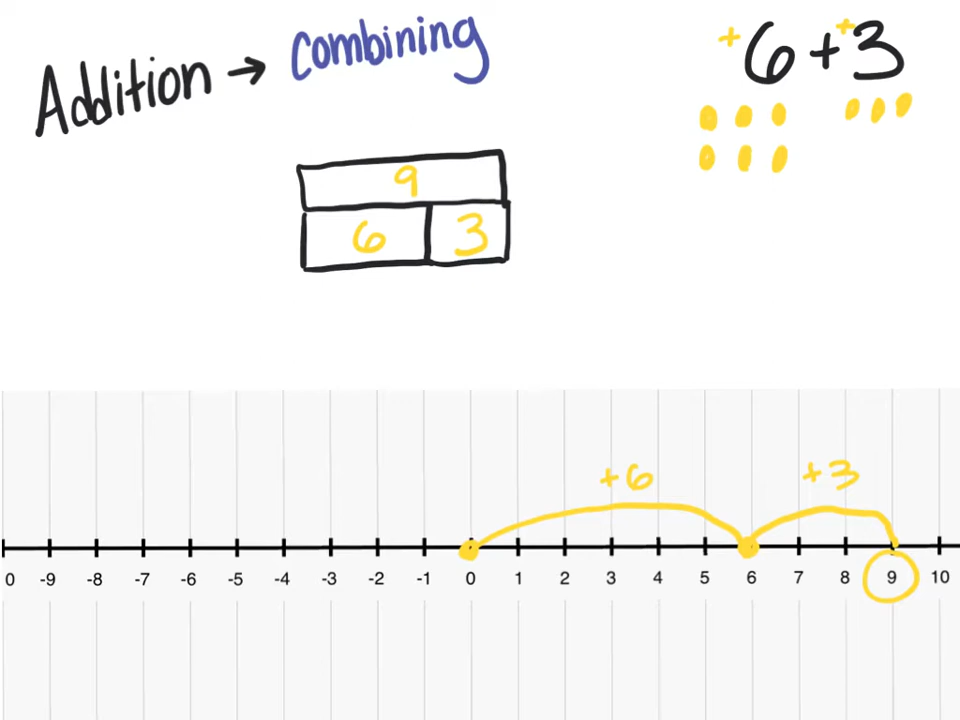 Addition → Combining
+6 + +3
9
6 3
+6 +3
0 -9 -8 -7 -6 -5 -4 -3 -2 -1 0 1 2 3 4 5 6 7 8 9 10